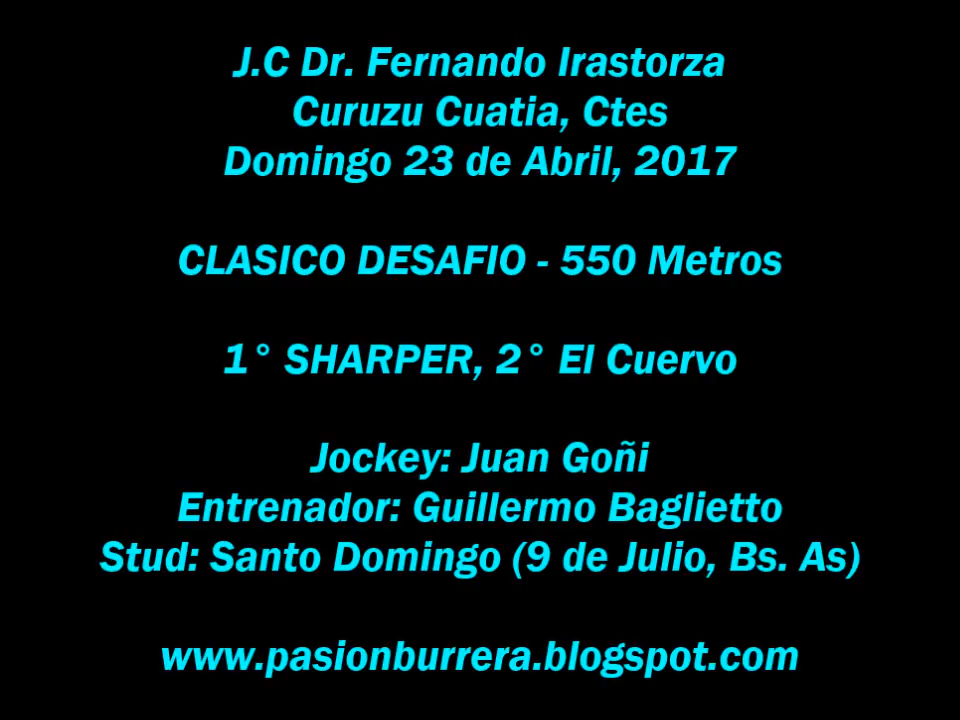 J.C Dr. Fernando Irastorza
Curuzu Cuatia, Ctes
Domingo 23 de Abril, 2017
CLASICO DESAFIO - 550 Metros
1° SHARPER, 2° El Cuervo
Jockey: Juan Goñi
Entrenador: Guillermo Baglietto
Stud: Santo Domingo (9 de Julio, Bs. As)
www.pasionburrera.blogspot.com